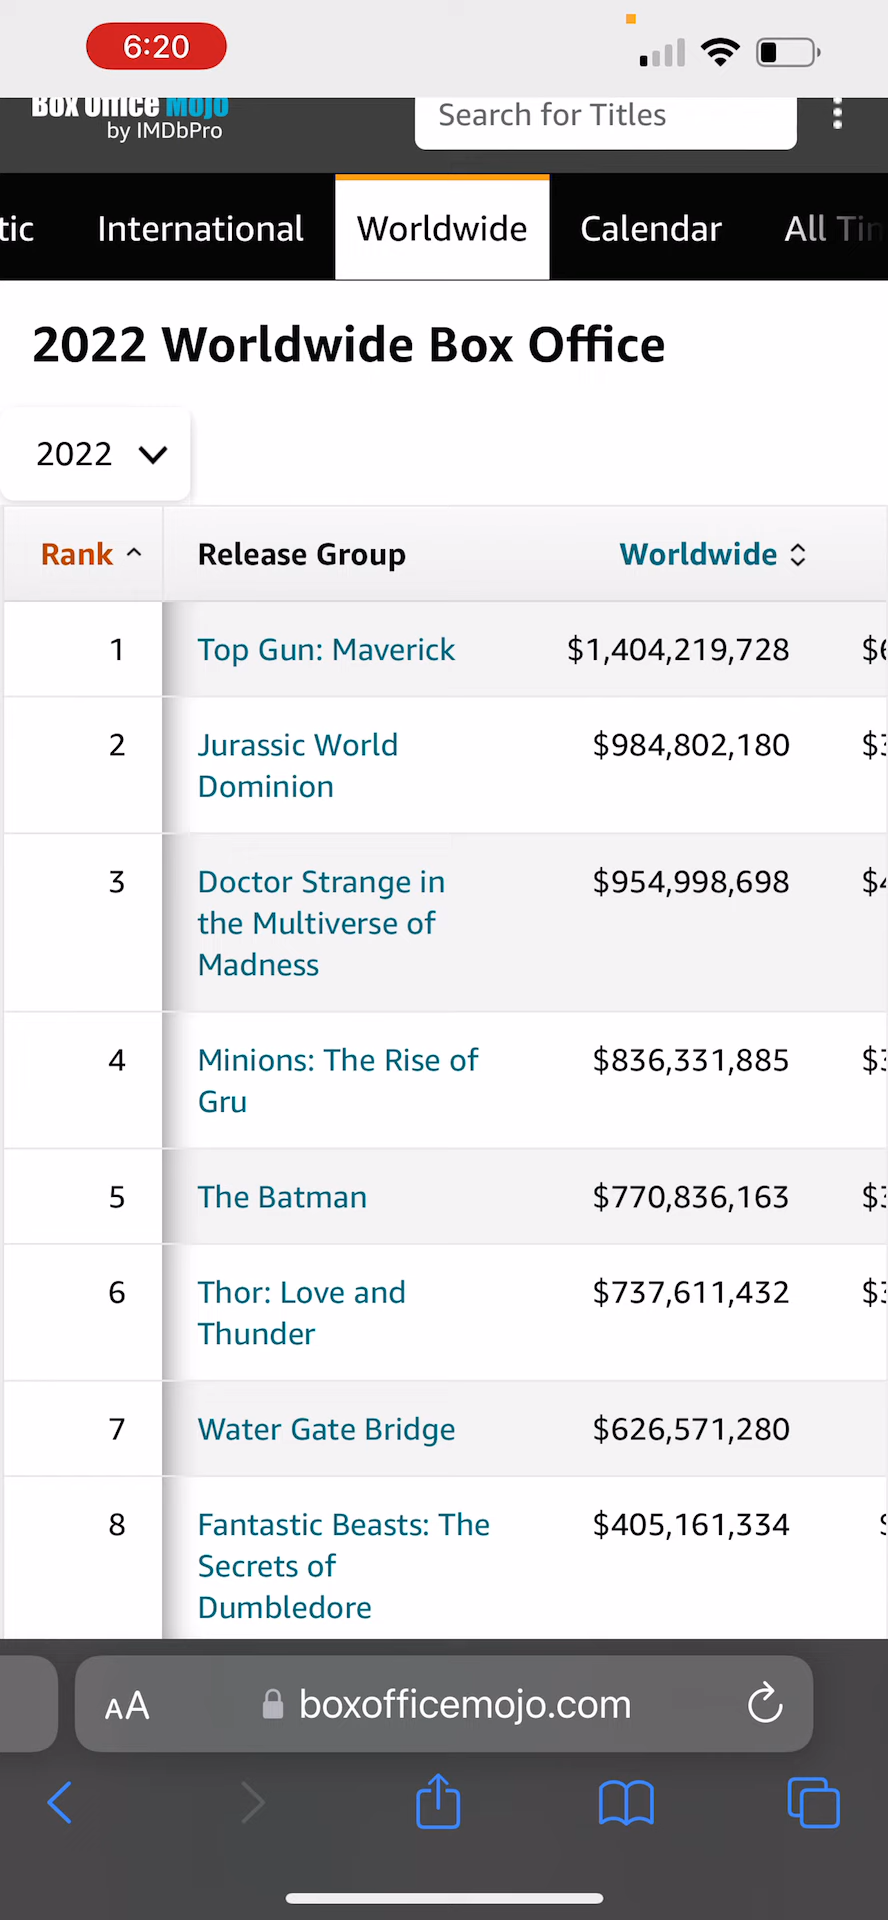 6:20
Box Office Mojo
by IMDbPro
Search for Titles
tic International Worldwide Calendar All Tin
2022 Worldwide Box Office
2022
Rank Release Group Worldwide
1 Top Gun: Maverick $1,404,219,728
2 Jurassic World $984,802,180
Dominion
3 Doctor Strange in $954,998,698
the Multiverse of
Madness
4 Minions: The Rise of $836,331,885
Gru
5 The Batman $770,836,163
6 Thor: Love and $737,611,432
Thunder
7 Water Gate Bridge $626,571,280
8 Fantastic Beasts: The $405,161,334
Secrets of
Dumbledore
AA boxofficemojo.com